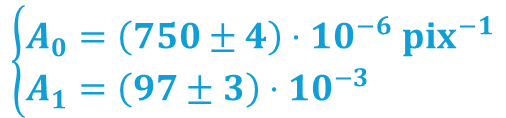 A₀ = (750 ± 4) · 10⁻⁶ pix⁻¹
A₁ = (97 ± 3) · 10⁻³